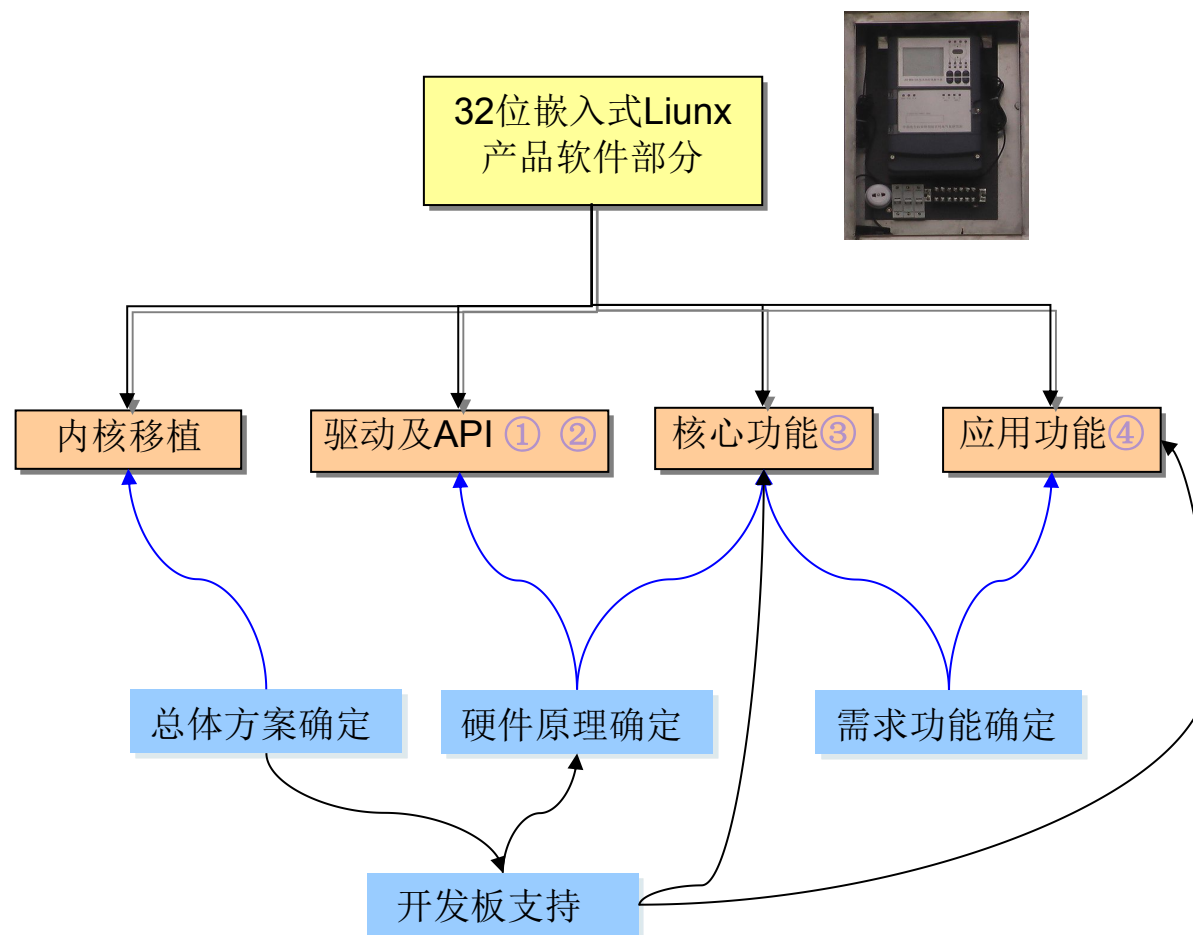 32位嵌入式Liunx
产品软件部分
内核移植
驱动及API ① ②
核心功能③
应用功能④
总体方案确定
硬件原理确定
需求功能确定
开发板支持